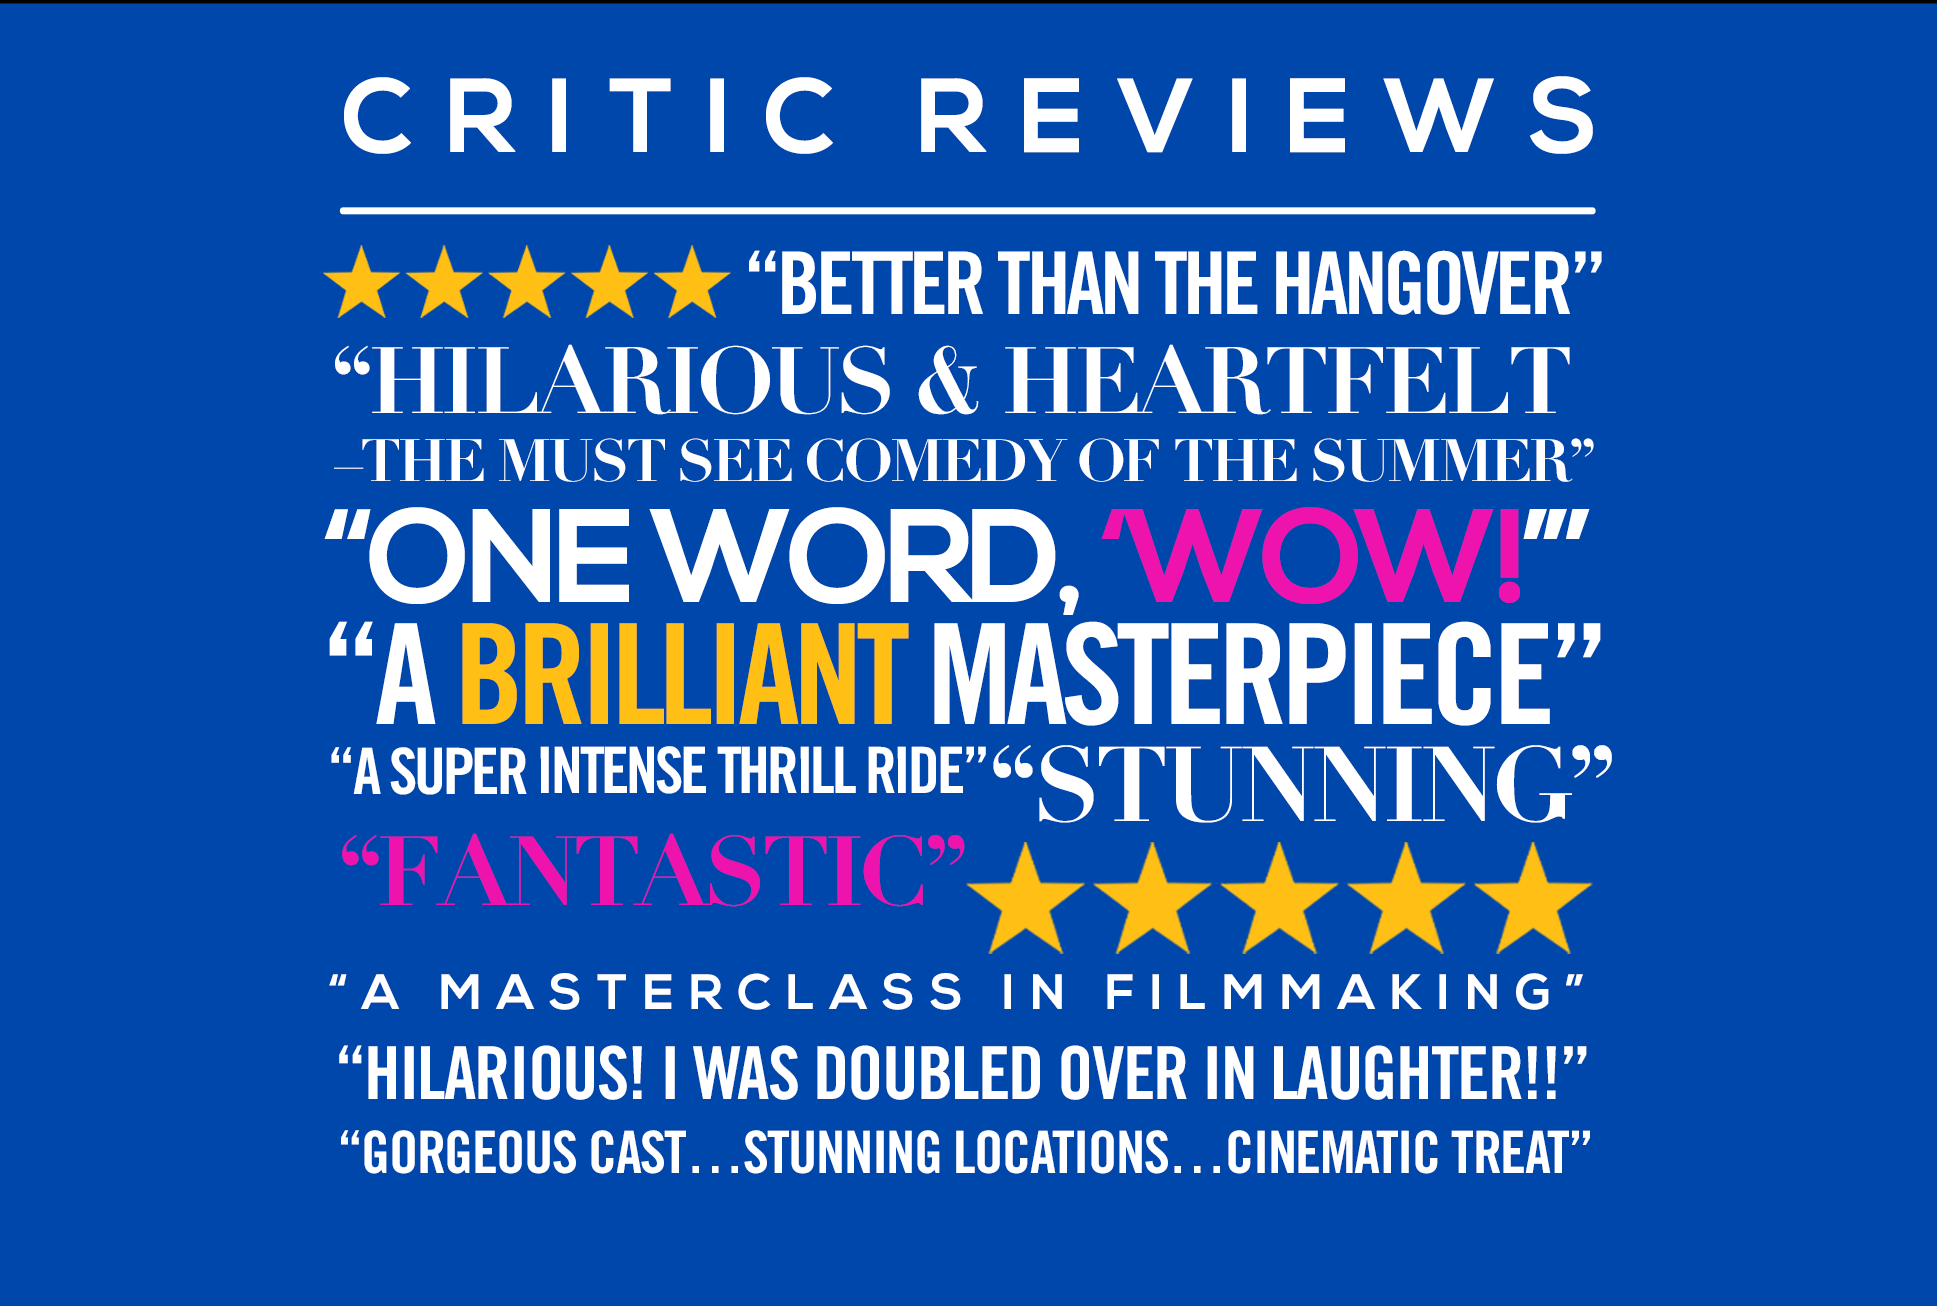 CRITIC REVIEWS
“BETTER THAN THE HANGOVER”
“HILARIOUS & HEARTFELT
–THE MUST SEE COMEDY OF THE SUMMER”
“ONE WORD, ‘WOW!’”
“A BRILLIANT MASTERPIECE”
“A SUPER INTENSE THRILL RIDE” “STUNNING”
“FANTASTIC”
“A MASTERCLASS IN FILMMAKING”
“HILARIOUS! I WAS DOUBLED OVER IN LAUGHTER!!”
“GORGEOUS CAST...STUNNING LOCATIONS...CINEMATIC TREAT”